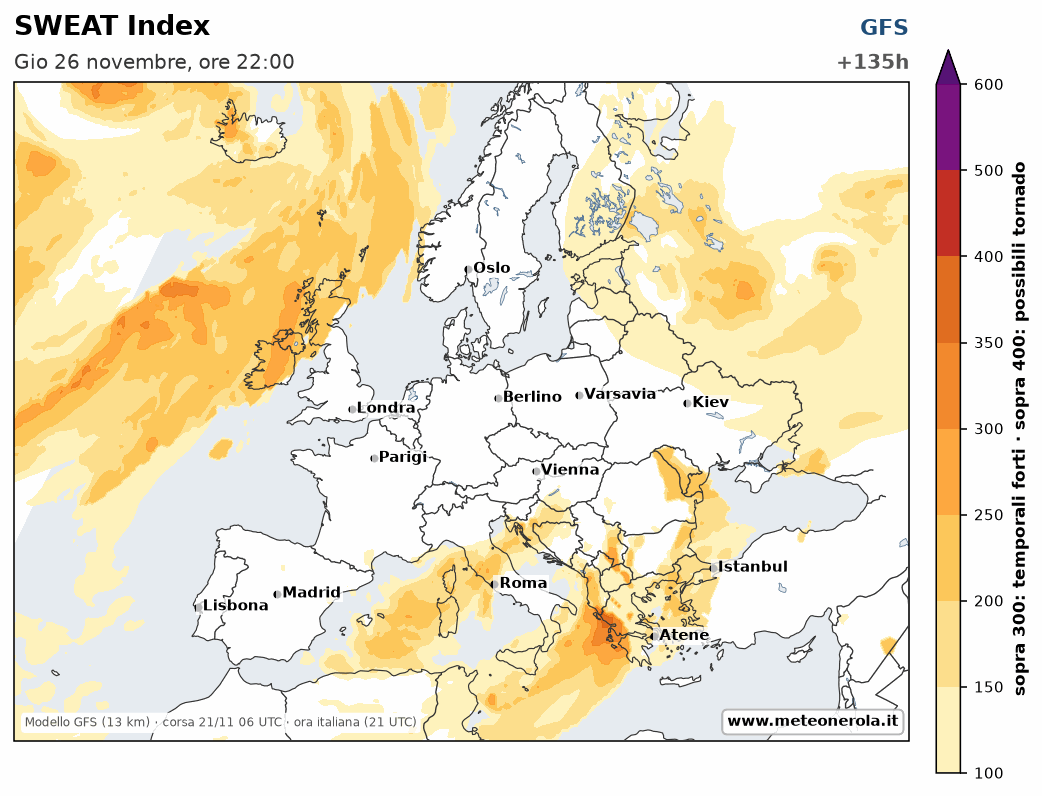 SWEAT Index
GFS
Gio 26 novembre, ore 22:00
+135h
600
500
400
350
300
250
200
150
100
sopra 300: temporali forti · sopra 400: possibili tornado
Oslo
Berlino
Varsavia
Londra
Kiev
Parigi
Vienna
Istanbul
Roma
Madrid
Lisbona
Atene
Modello GFS (13 km) · corsa 21/11 06 UTC · ora italiana (21 UTC)
www.meteonerola.it